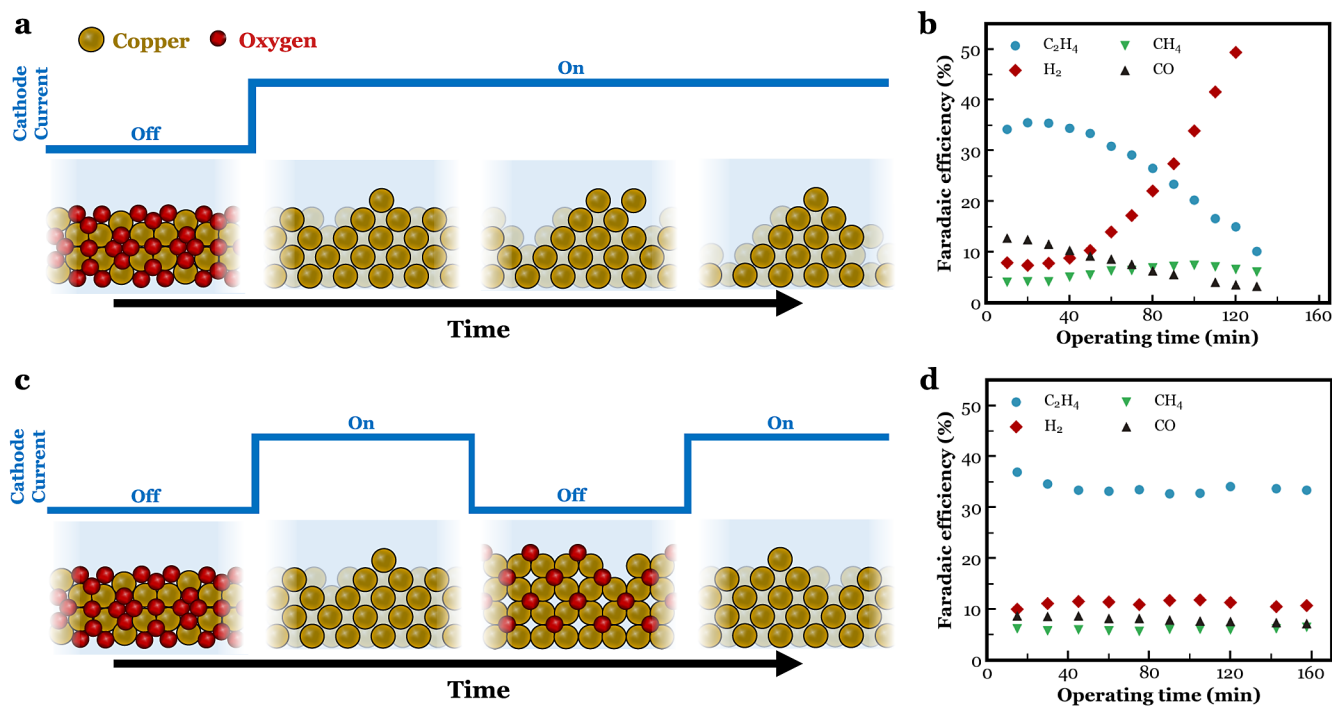 a
Copper
Oxygen
Cathode
Current
Off
On
Time
b
Faradaic efficiency (%)
50
40
30
20
10
0
C₂H₄
CH₄
H₂
CO
0
40
80
120
160
Operating time (min)
c
Cathode
Current
Off
On
Off
On
Time
d
Faradaic efficiency (%)
50
40
30
20
10
0
C₂H₄
CH₄
H₂
CO
0
40
80
120
160
Operating time (min)